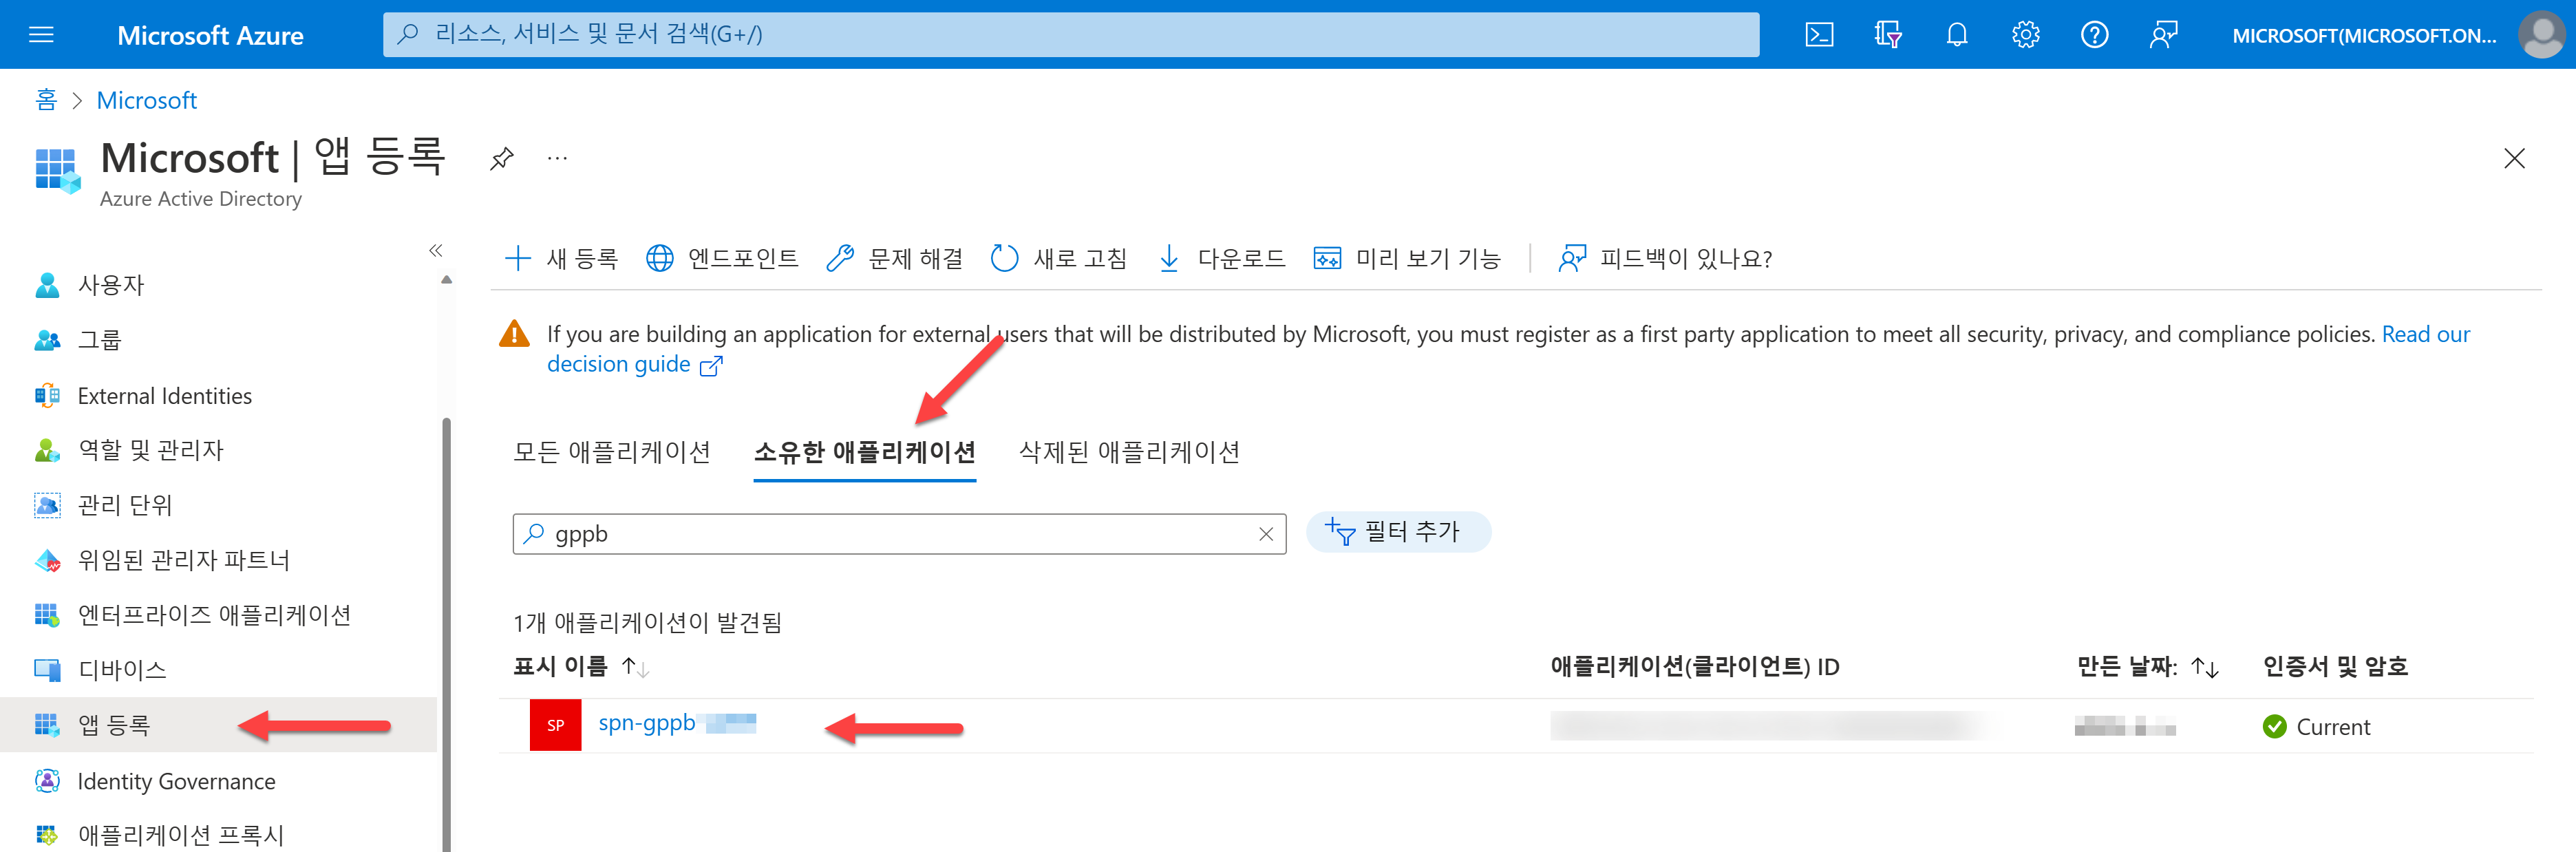 Microsoft Azure
리소스, 서비스 및 문서 검색(G+/)
MICROSOFT(MICROSOFT.ON...
홈 > Microsoft
Microsoft | 앱 등록
Azure Active Directory
사용자
그룹
External Identities
역할 및 관리자
관리 단위
위임된 관리자 파트너
엔터프라이즈 애플리케이션
디바이스
앱 등록
Identity Governance
애플리케이션 프록시
새 등록 엔드포인트 문제 해결 새로 고침 다운로드 미리 보기 기능 피드백이 있나요?
If you are building an application for external users that will be distributed by Microsoft, you must register as a first party application to meet all security, privacy, and compliance policies. Read our
decision guide
모든 애플리케이션 소유한 애플리케이션 삭제된 애플리케이션
gppb
필터 추가
1개 애플리케이션이 발견됨
표시 이름 애플리케이션(클라이언트) ID 만든 날짜: 인증서 및 암호
SP spn-gppb Current